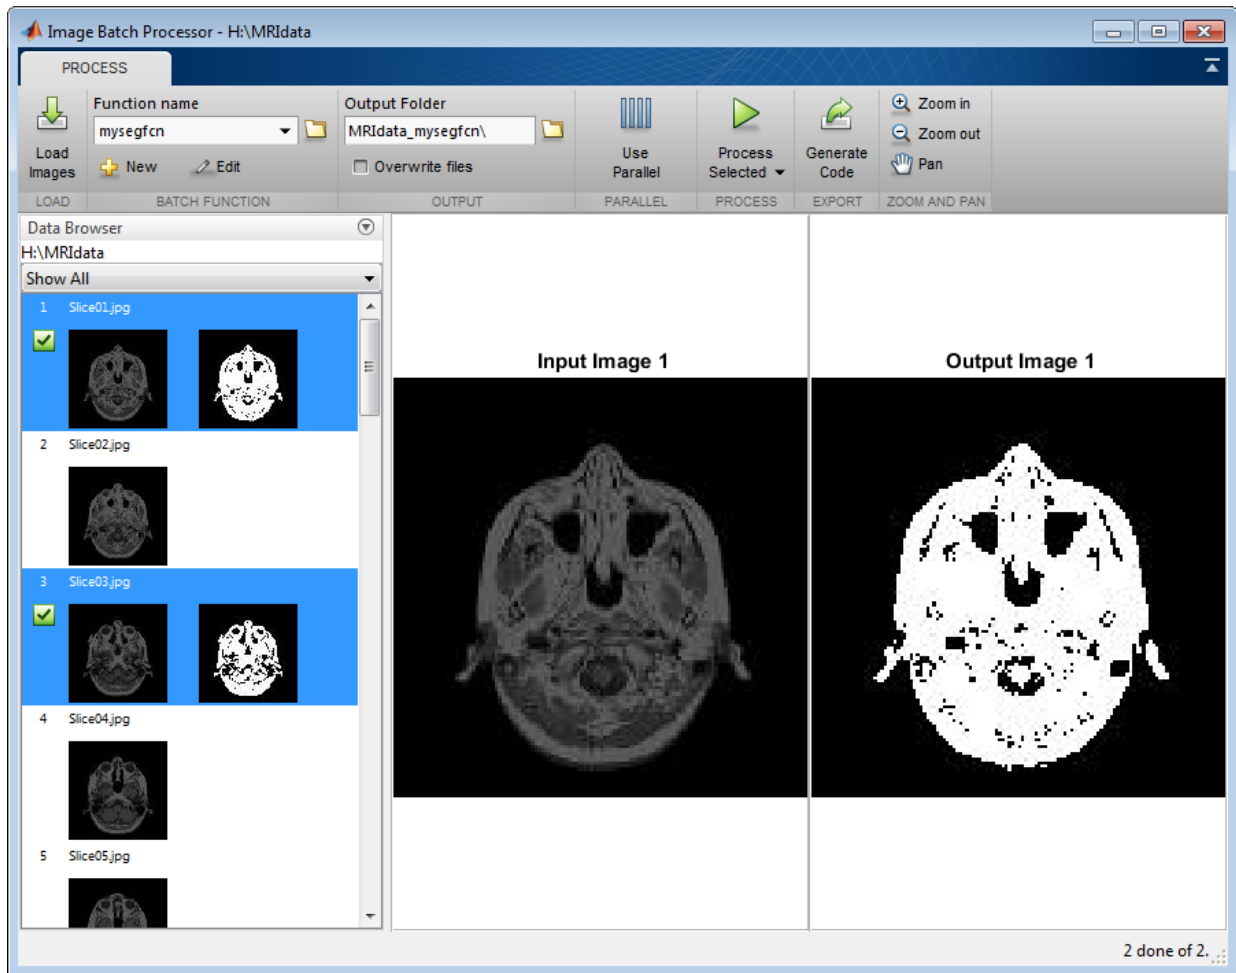 Image Batch Processor - H:\MRIdata
PROCESS
Load
Images
LOAD
Function name
mysegfcn
New
Edit
BATCH FUNCTION
Output Folder
MRIdata_mysegfcn\
Overwrite files
OUTPUT
Use
Parallel
PARALLEL
Process
Selected
PROCESS
Generate
Code
EXPORT
Zoom in
Zoom out
Pan
ZOOM AND PAN
Data Browser
H:\MRIdata
Show All
1 Slice01.jpg
2 Slice02.jpg
3 Slice03.jpg
4 Slice04.jpg
5 Slice05.jpg
Input Image 1
Output Image 1
2 done of 2.